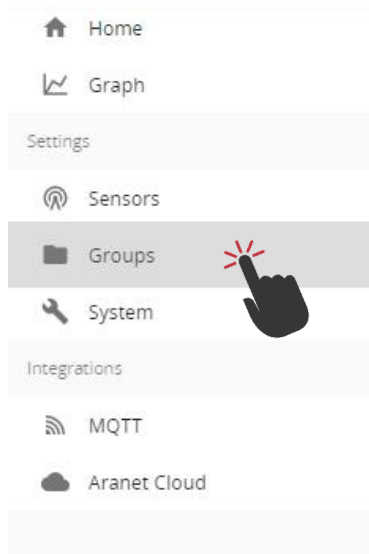 Home
Graph
Settings
Sensors
Groups
System
Integrations
MQTT
Aranet Cloud